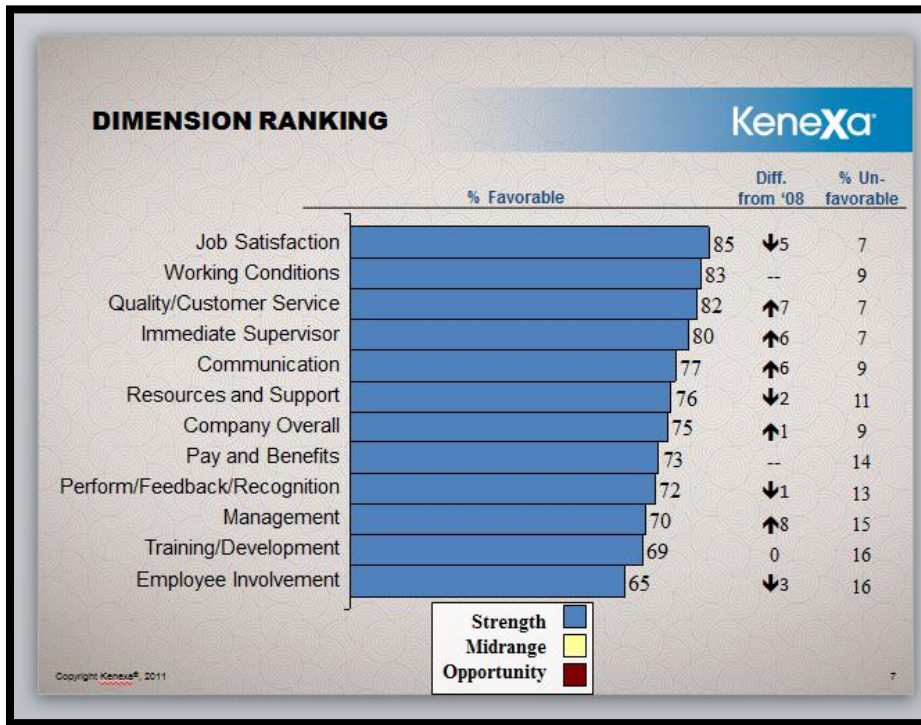 DIMENSION RANKING
Kenexa
% Favorable
Diff. from '08
% Un-favorable
Job Satisfaction 85 ↓5 7
Working Conditions 83 -- 9
Quality/Customer Service 82 ↑7 7
Immediate Supervisor 80 ↑6 7
Communication 77 ↑6 9
Resources and Support 76 ↓2 11
Company Overall 75 ↑1 9
Pay and Benefits 73 -- 14
Perform/Feedback/Recognition 72 ↓1 13
Management 70 ↑8 15
Training/Development 69 0 16
Employee Involvement 65 ↓3 16
Strength
Midrange
Opportunity
Copyright Kenexa®, 2011
7